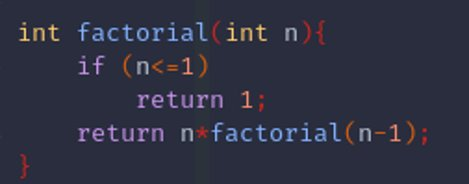 int factorial(int n){
    if (n<=1)
        return 1;
    return n*factorial(n-1);
}